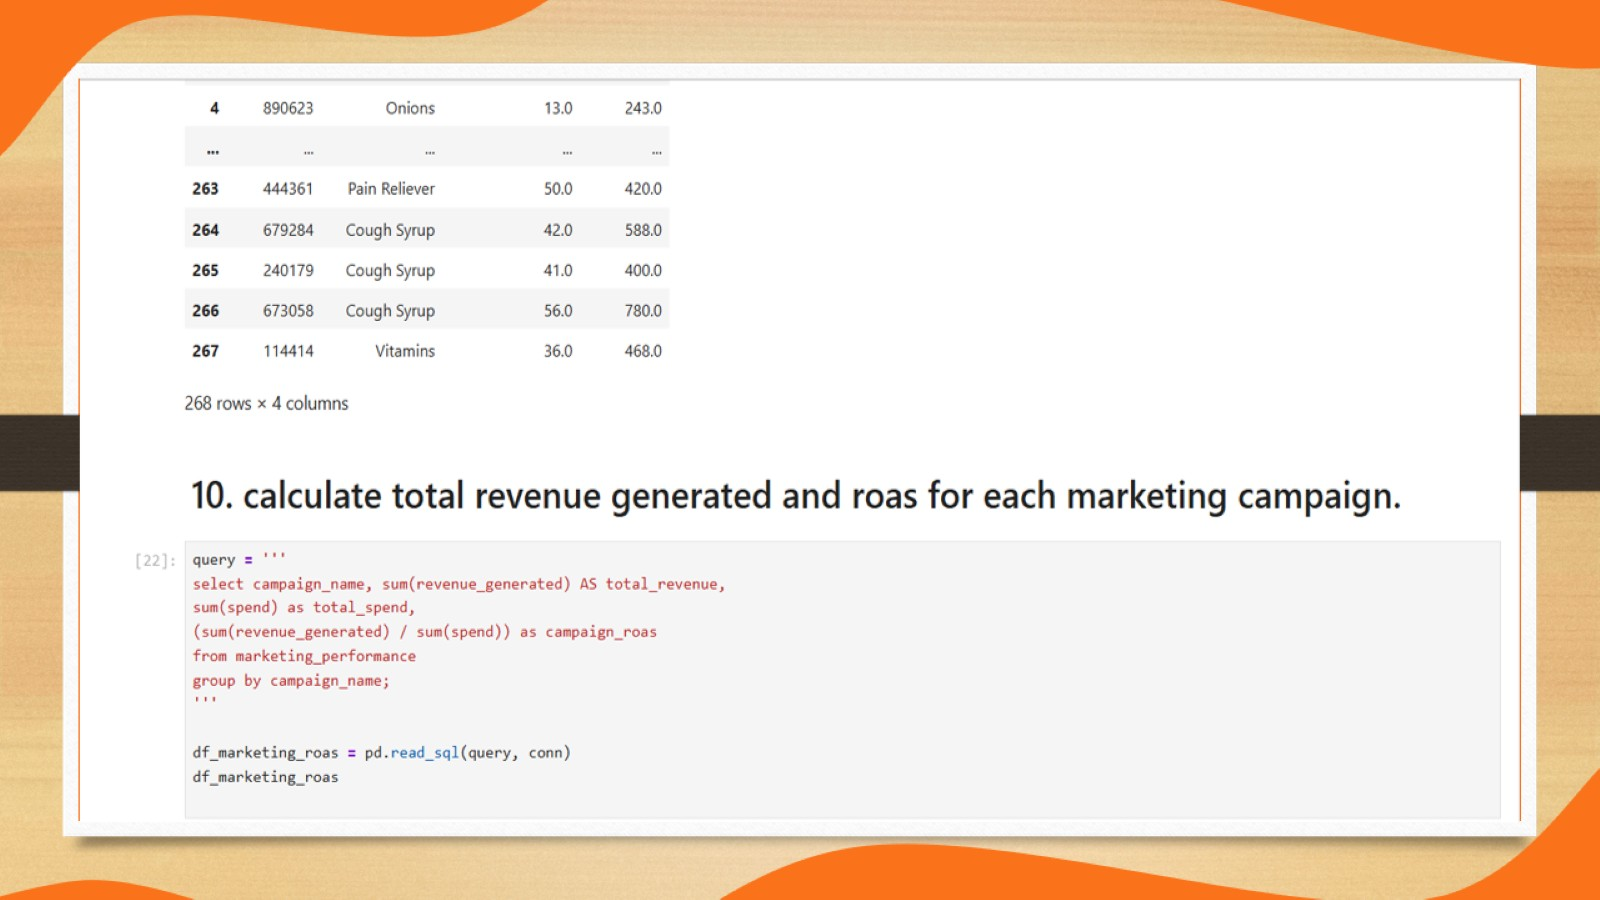 4 890623 Onions 13.0 243.0
... ... ... ... ...
263 444361 Pain Reliever 50.0 420.0
264 679284 Cough Syrup 42.0 588.0
265 240179 Cough Syrup 41.0 400.0
266 673058 Cough Syrup 56.0 780.0
267 114414 Vitamins 36.0 468.0
268 rows × 4 columns
10. calculate total revenue generated and roas for each marketing campaign.
[22]: query = '''
select campaign_name, sum(revenue_generated) AS total_revenue,
sum(spend) as total_spend,
(sum(revenue_generated) / sum(spend)) as campaign_roas
from marketing_performance
group by campaign_name;
'''
df_marketing_roas = pd.read_sql(query, conn)
df_marketing_roas